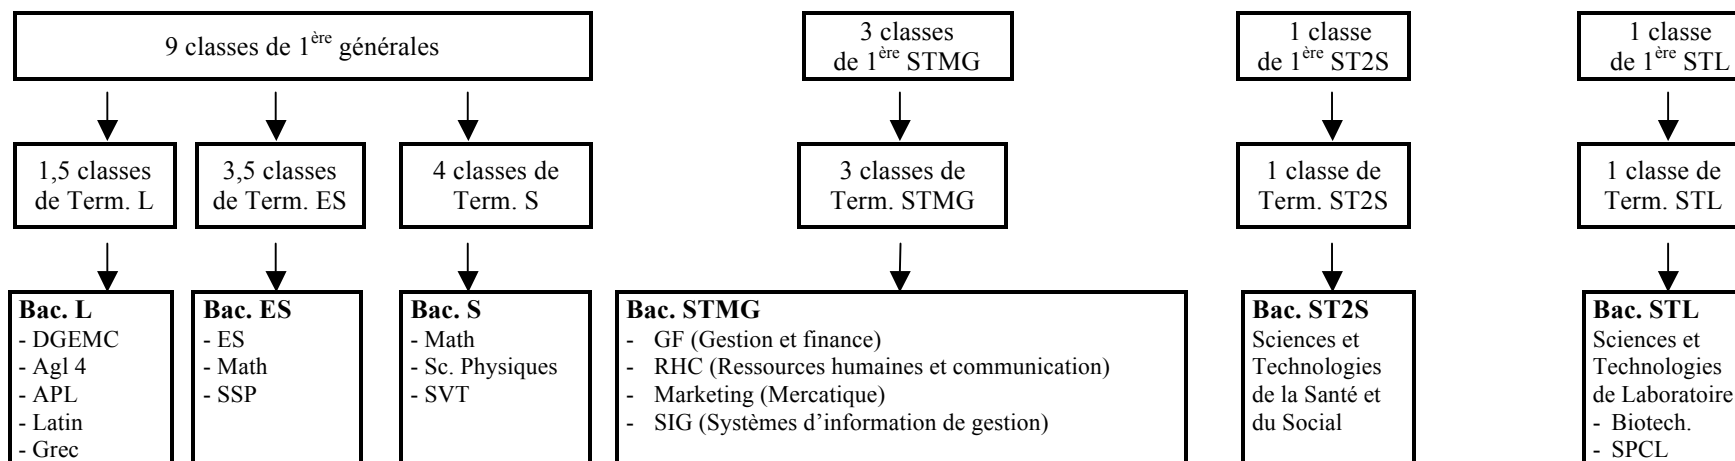 9 classes de 1ère générales
3 classes
de 1ère STMG
1 classe
de 1ère ST2S
1 classe
de 1ère STL
1,5 classes
de Term. L
3,5 classes
de Term. ES
4 classes de
Term. S
3 classes de
Term. STMG
1 classe de
Term. ST2S
1 classe de
Term. STL
Bac. L
- DGEMC
- Agl 4
- APL
- Latin
- Grec
Bac. ES
- ES
- Math
- SSP
Bac. S
- Math
- Sc. Physiques
- SVT
Bac. STMG
- GF (Gestion et finance)
- RHC (Ressources humaines et communication)
- Marketing (Mercatique)
- SIG (Systèmes d’information de gestion)
Bac. ST2S
Sciences et
Technologies
de la Santé et
du Social
Bac. STL
Sciences et
Technologies
de Laboratoire
- Biotech.
- SPCL